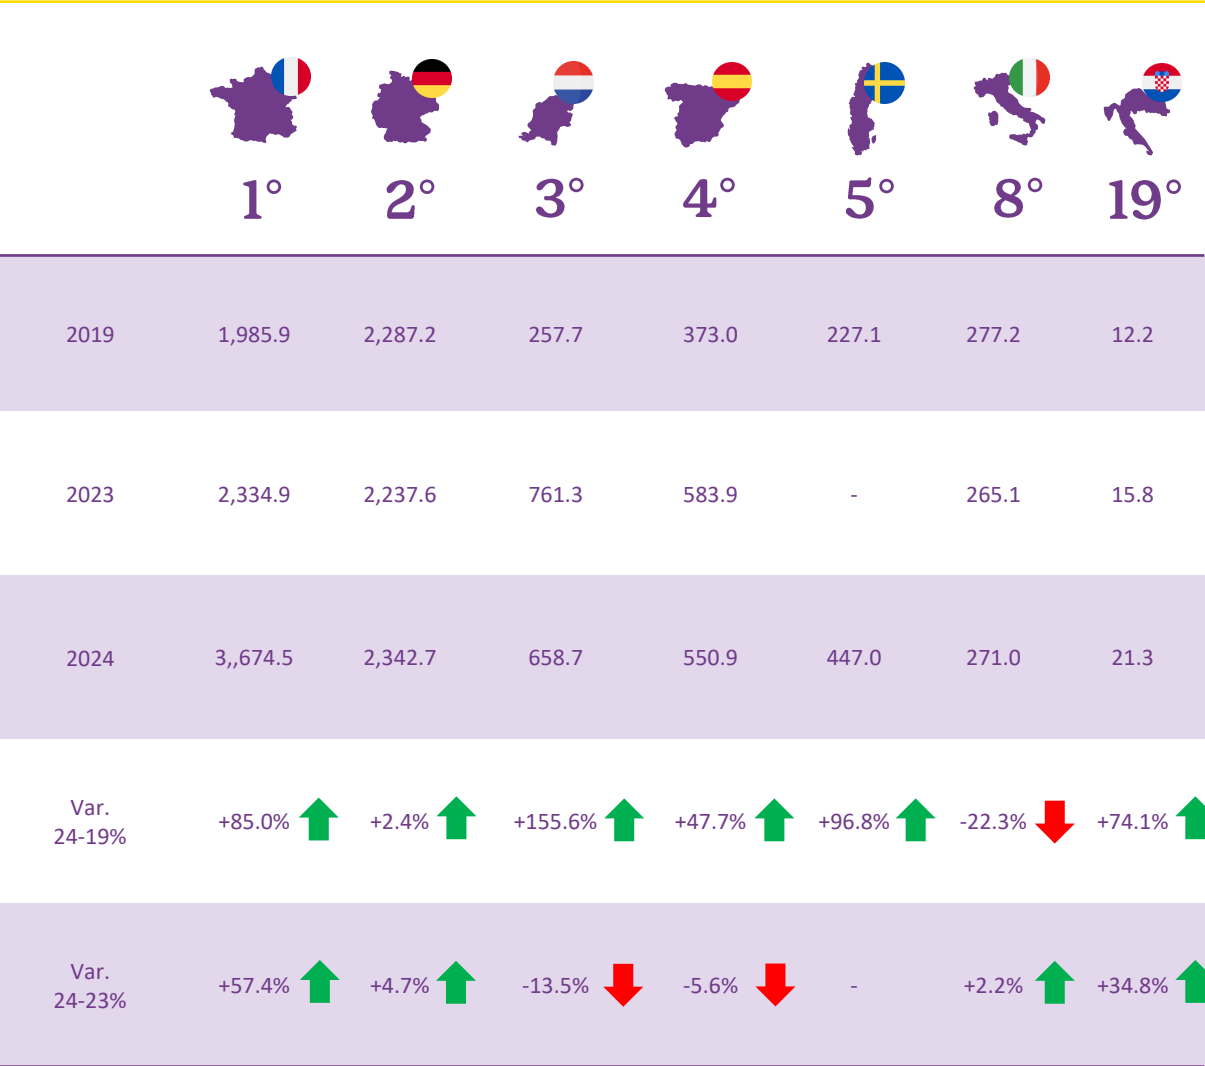 1° 2° 3° 4° 5° 8° 19°
2019 1,985.9 2,287.2 257.7 373.0 227.1 277.2 12.2
2023 2,334.9 2,237.6 761.3 583.9 - 265.1 15.8
2024 3,,674.5 2,342.7 658.7 550.9 447.0 271.0 21.3
Var.
24-19% +85.0% +2.4% +155.6% +47.7% +96.8% -22.3% +74.1%
Var.
24-23% +57.4% +4.7% -13.5% -5.6% - +2.2% +34.8%